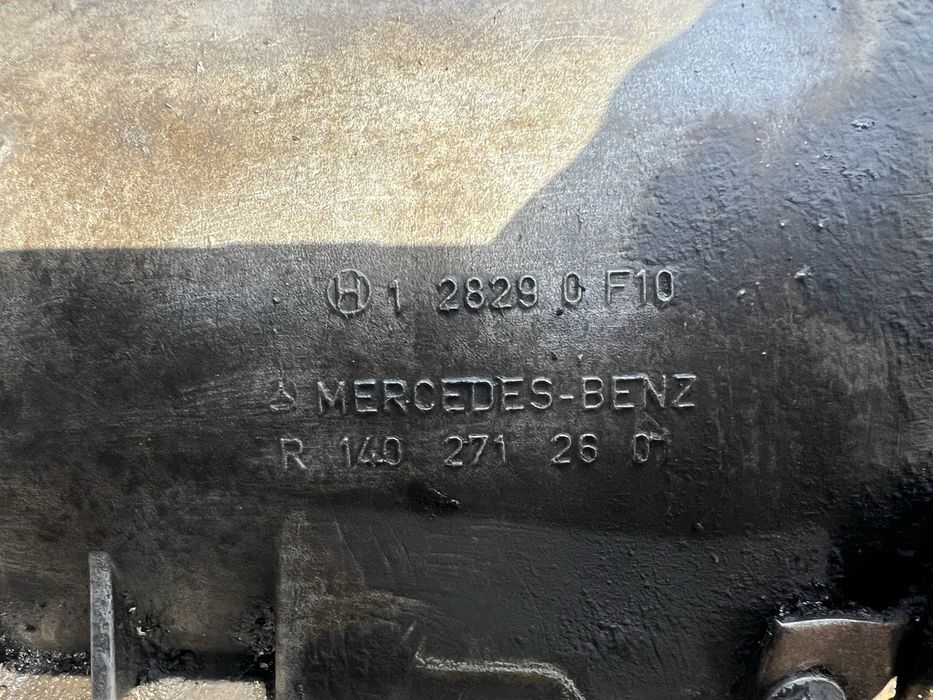 H 1 2829 0 F10
MERCEDES-BENZ
R 140 271 26 01